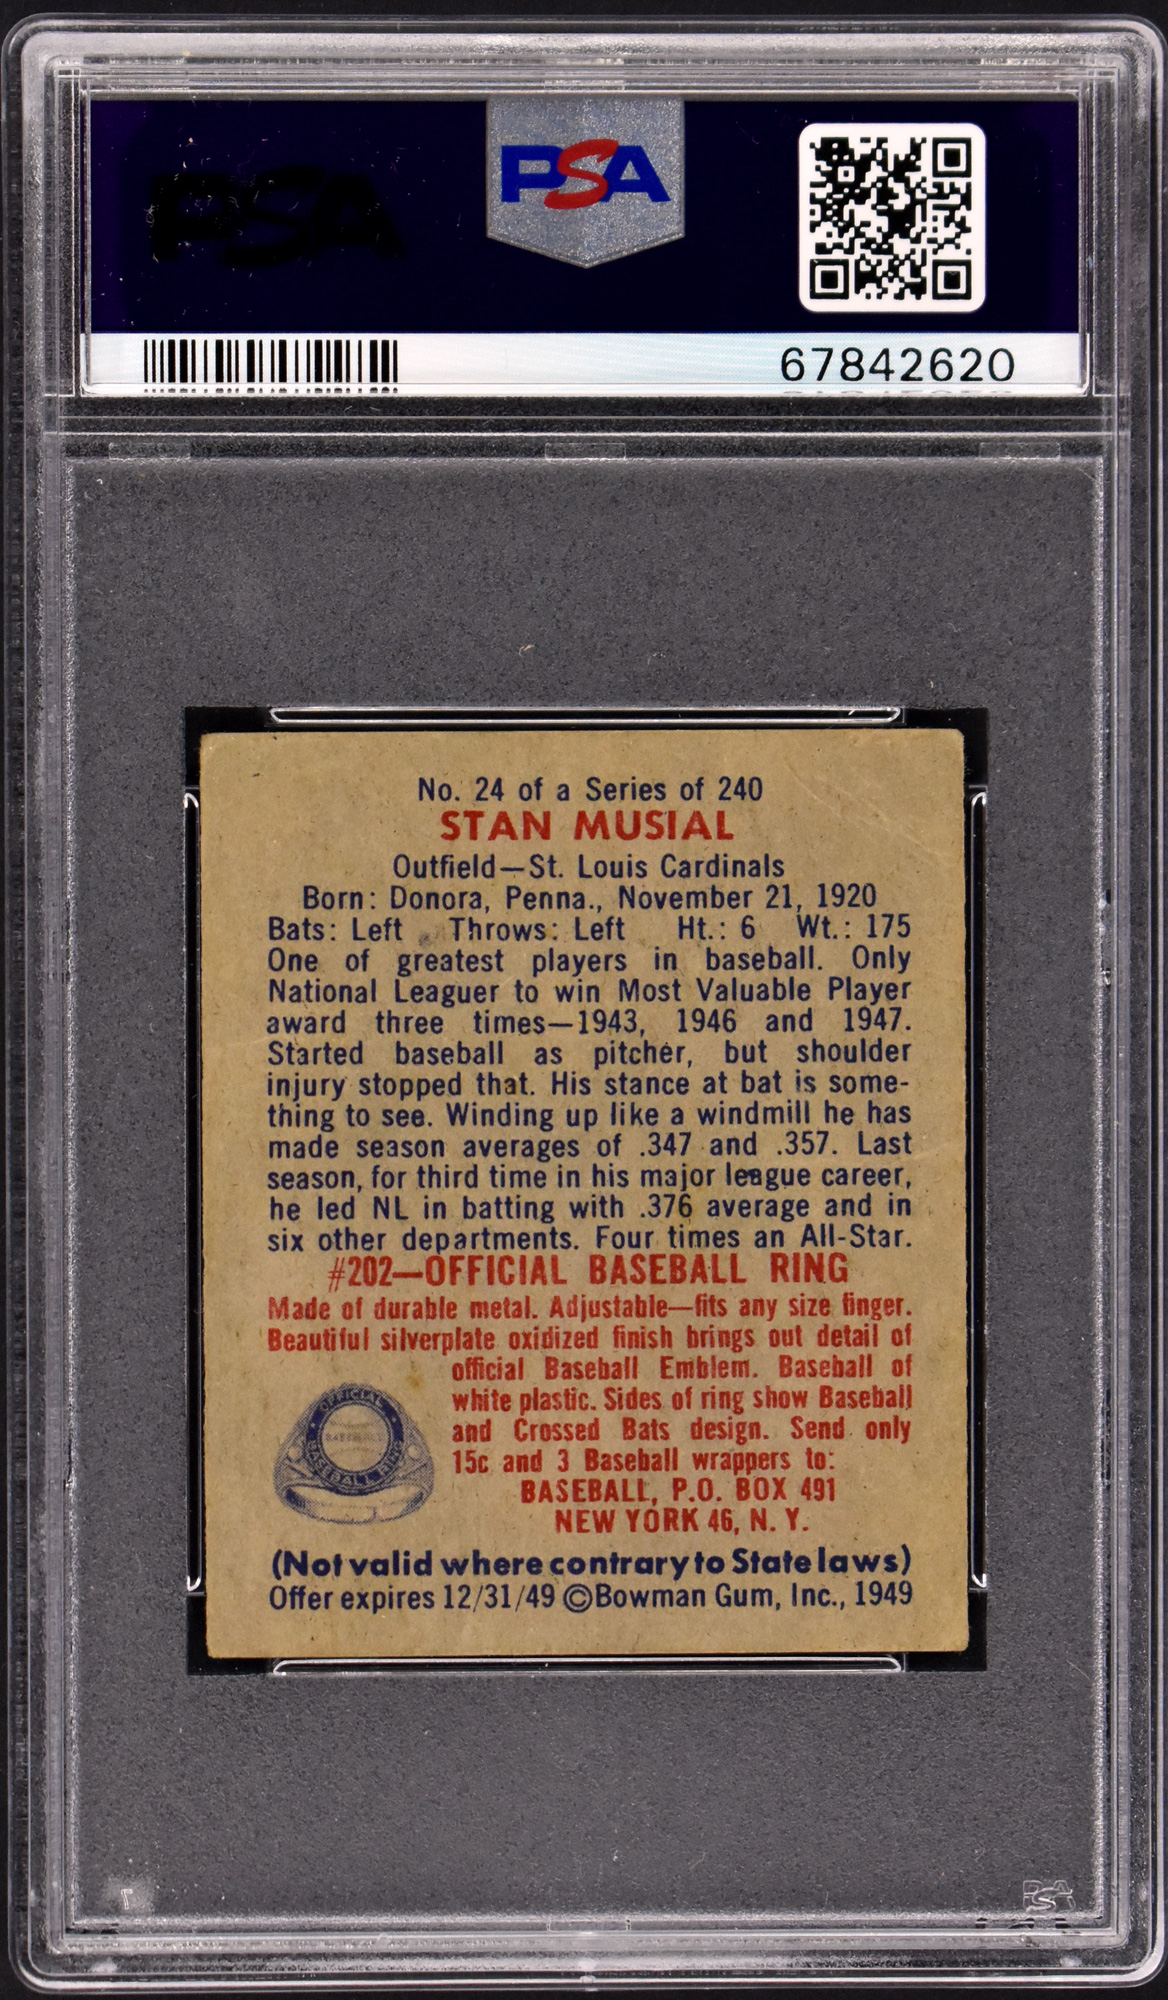 PSA
PSA
67842620
No. 24 of a Series of 240
STAN MUSIAL
Outfield—St. Louis Cardinals
Born: Donora, Penna., November 21, 1920
Bats: Left Throws: Left Ht.: 6 Wt.: 175
One of greatest players in baseball. Only
National Leaguer to win Most Valuable Player
award three times—1943, 1946 and 1947.
Started baseball as pitcher, but shoulder
injury stopped that. His stance at bat is some-
thing to see. Winding up like a windmill he has
made season averages of .347 and .357. Last
season, for third time in his major league career,
he led NL in batting with .376 average and in
six other departments. Four times an All-Star.
#202—OFFICIAL BASEBALL RING
Made of durable metal. Adjustable—fits any size finger.
Beautiful silverplate oxidized finish brings out detail of
official Baseball Emblem. Baseball of
white plastic. Sides of ring show Baseball
and Crossed Bats design. Send only
15c and 3 Baseball wrappers to:
BASEBALL, P.O. BOX 491
NEW YORK 46, N. Y.
OFFICIAL
BASEBALL
BASEBALL RING
(Not valid where contrary to State laws)
Offer expires 12/31/49 ©Bowman Gum, Inc., 1949
PSA